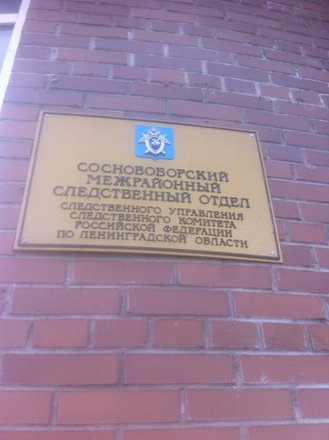 СОСНОВОБОРСКИЙ
МЕЖРАЙОННЫЙ
СЛЕДСТВЕННЫЙ ОТДЕЛ
СЛЕДСТВЕННОГО УПРАВЛЕНИЯ
СЛЕДСТВЕННОГО КОМИТЕТА
РОССИЙСКОЙ ФЕДЕРАЦИИ
ПО ЛЕНИНГРАДСКОЙ ОБЛАСТИ